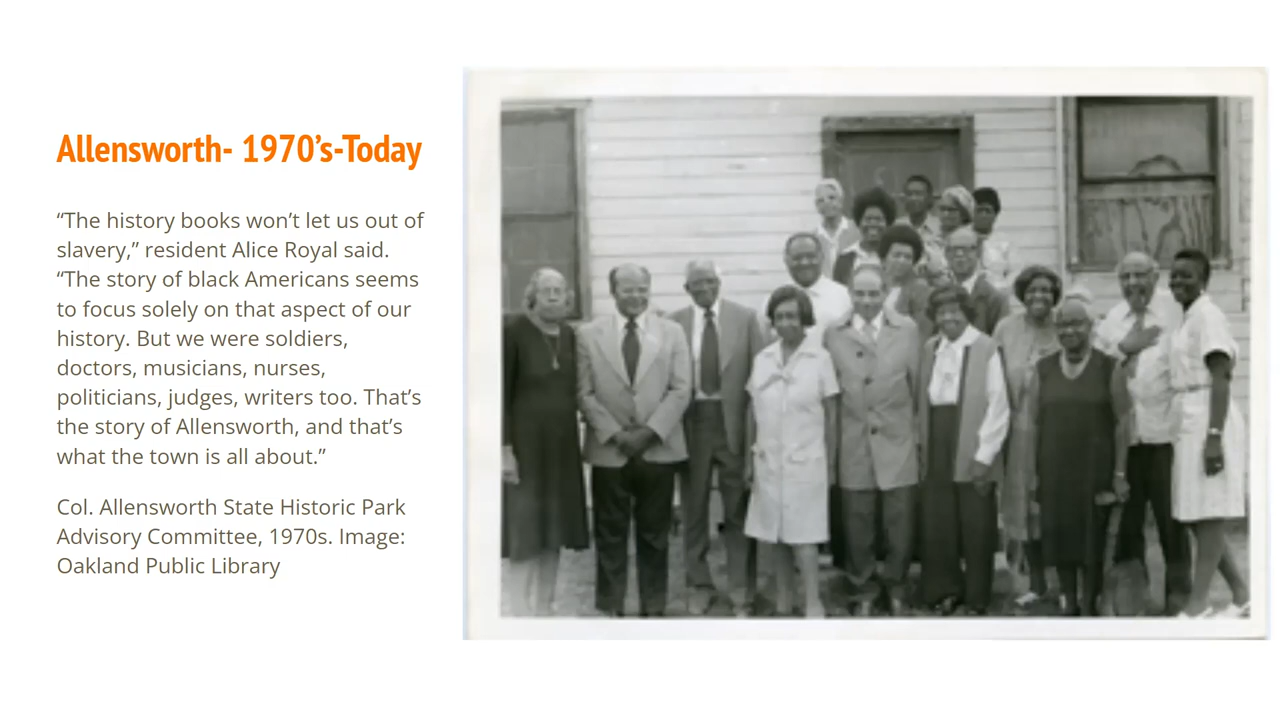 Allensworth- 1970’s-Today
“The history books won’t let us out of
slavery,” resident Alice Royal said.
“The story of black Americans seems
to focus solely on that aspect of our
history. But we were soldiers,
doctors, musicians, nurses,
politicians, judges, writers too. That’s
the story of Allensworth, and that’s
what the town is all about.”
Col. Allensworth State Historic Park
Advisory Committee, 1970s. Image:
Oakland Public Library